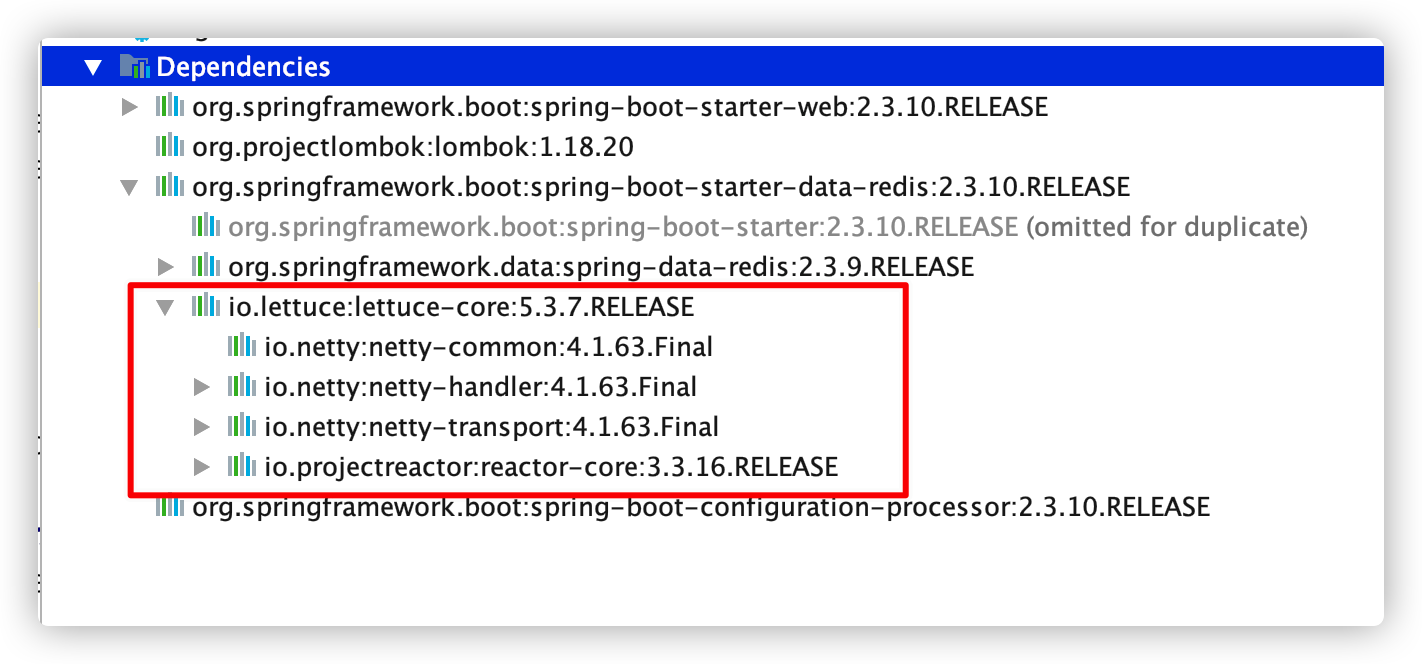 Dependencies
org.springframework.boot:spring-boot-starter-web:2.3.10.RELEASE
org.projectlombok:lombok:1.18.20
org.springframework.boot:spring-boot-starter-data-redis:2.3.10.RELEASE
org.springframework.boot:spring-boot-starter:2.3.10.RELEASE (omitted for duplicate)
org.springframework.data:spring-data-redis:2.3.9.RELEASE
io.lettuce:lettuce-core:5.3.7.RELEASE
io.netty:netty-common:4.1.63.Final
io.netty:netty-handler:4.1.63.Final
io.netty:netty-transport:4.1.63.Final
io.projectreactor:reactor-core:3.3.16.RELEASE
org.springframework.boot:spring-boot-configuration-processor:2.3.10.RELEASE